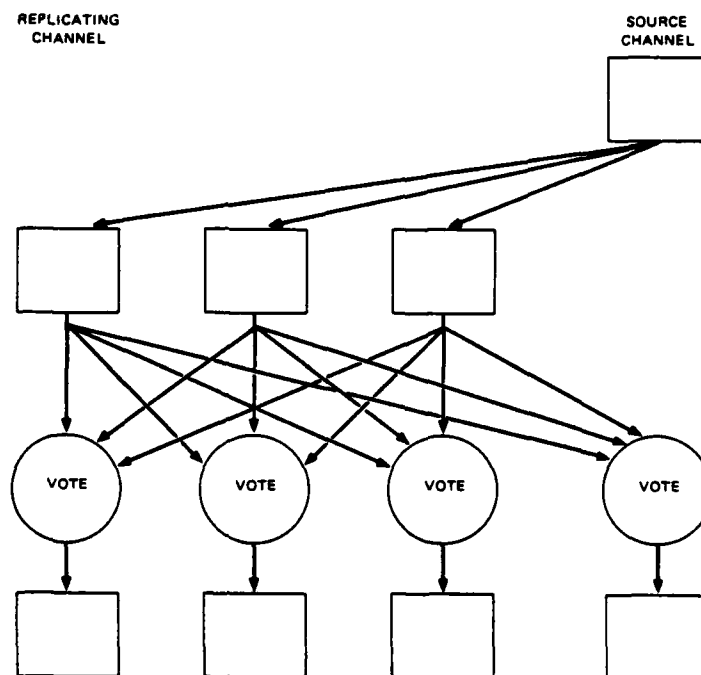 REPLICATING
CHANNEL
SOURCE
CHANNEL
VOTE
VOTE
VOTE
VOTE